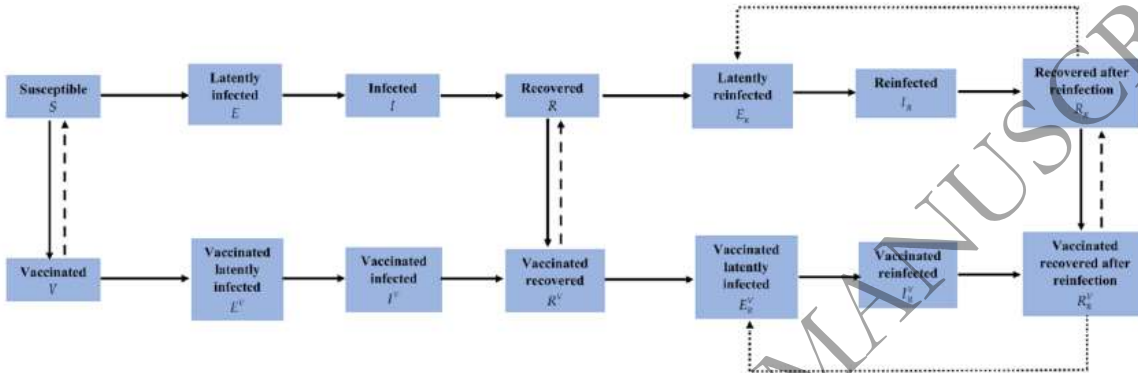 Susceptible
S
Latently
infected
E
Infected
I
Recovered
R
Latently
reinfected
E_R
Reinfected
I_R
Recovered after
reinfection
R_R
Vaccinated
V
Vaccinated
latently
infected
E^V
Vaccinated
infected
I^V
Vaccinated
recovered
R^V
Vaccinated
latently
infected
E_R^V
Vaccinated
reinfected
I_R^V
Vaccinated
recovered after
reinfection
R_R^V
MANUSCR